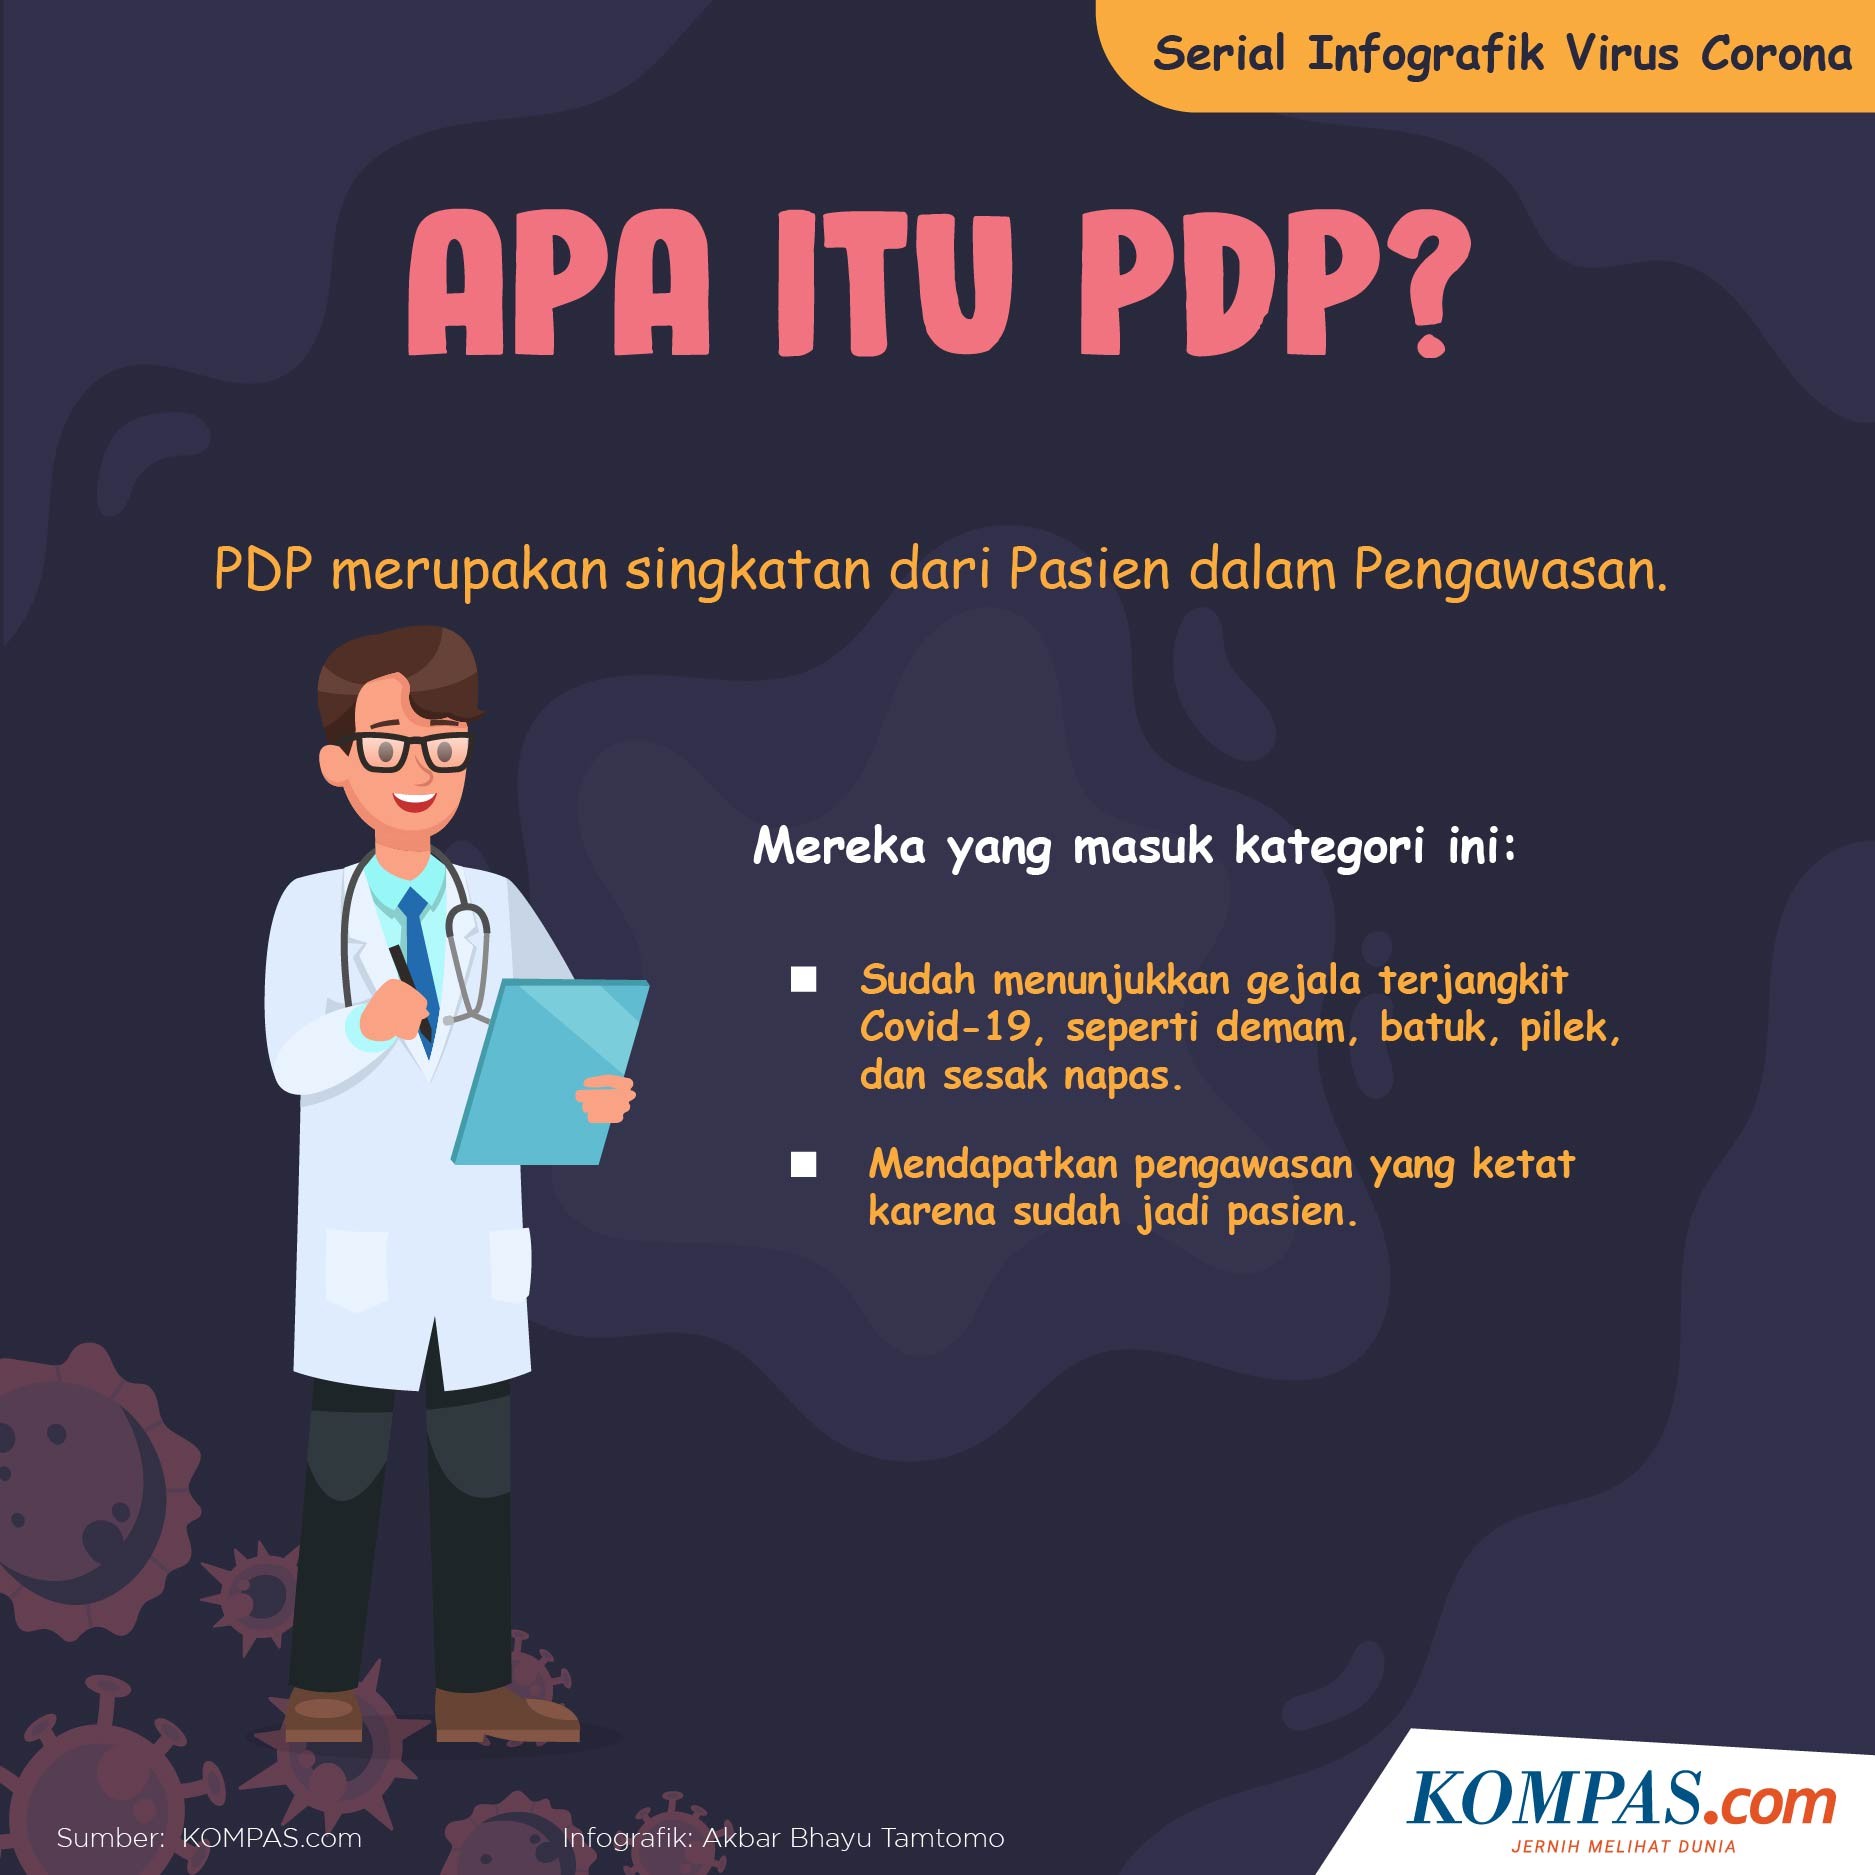 Serial Infografik Virus Corona
APA ITU PDP?
PDP merupakan singkatan dari Pasien dalam Pengawasan.
Mereka yang masuk kategori ini:
Sudah menunjukkan gejala terjangkit
Covid-19, seperti demam, batuk, pilek,
dan sesak napas.
Mendapatkan pengawasan yang ketat
karena sudah jadi pasien.
Sumber: KOMPAS.com
Infografik: Akbar Bhayu Tamtomo
KOMPAS.com
JERNIH MELIHAT DUNIA